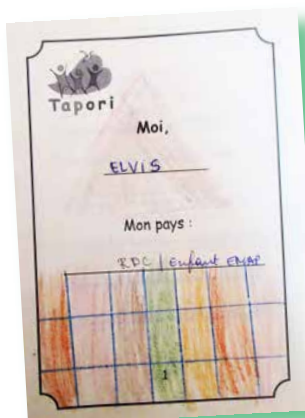 Tapori
Moi,
ELViS
Mon pays :
RDC | Enfant EMAP
1